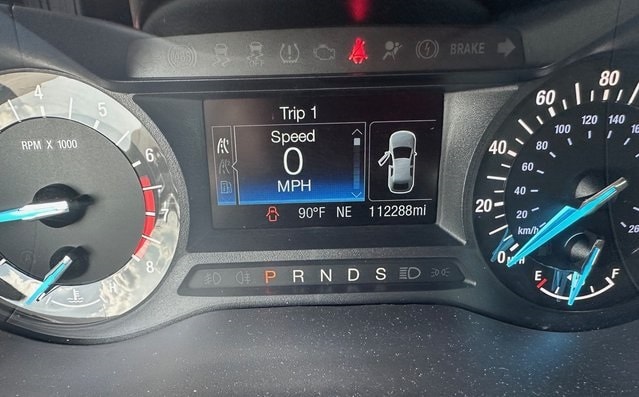 BRAKE
Trip 1
Speed
0
MPH
90°F NE 112288mi
P R N D S
4
5
6
7
8
RPM X 1000
C H
0 20 40 60 80
MPH
20 40 60 80 100 120 140
km/h
E F